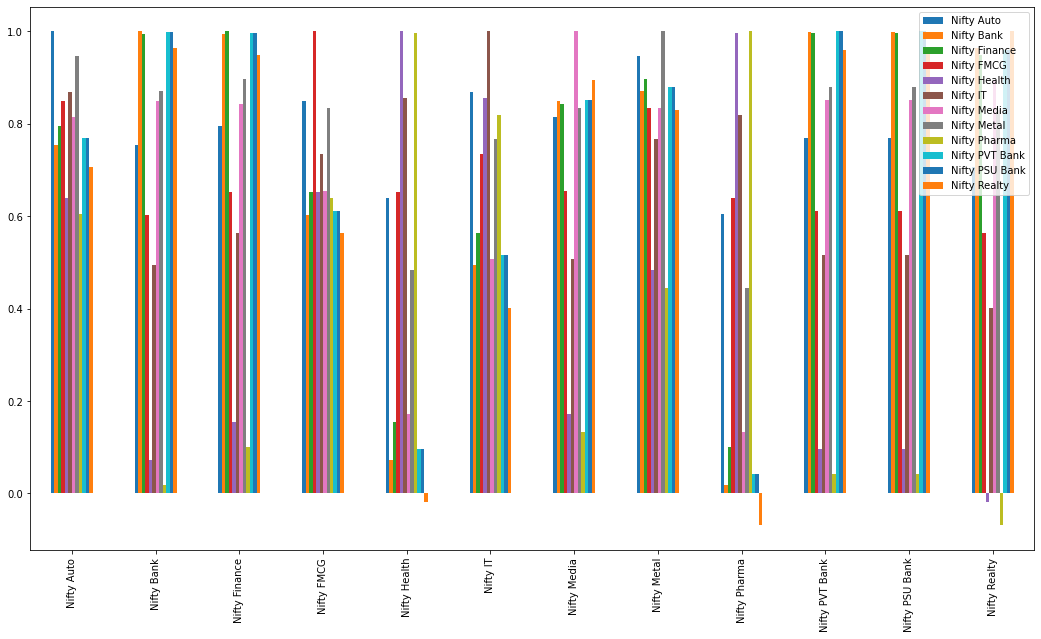 1.0
0.8
0.6
0.4
0.2
0.0
Nifty Auto
Nifty Bank
Nifty Finance
Nifty FMCG
Nifty Health
Nifty IT
Nifty Media
Nifty Metal
Nifty Pharma
Nifty PVT Bank
Nifty PSU Bank
Nifty Realty
Nifty Auto
Nifty Bank
Nifty Finance
Nifty FMCG
Nifty Health
Nifty IT
Nifty Media
Nifty Metal
Nifty Pharma
Nifty PVT Bank
Nifty PSU Bank
Nifty Realty